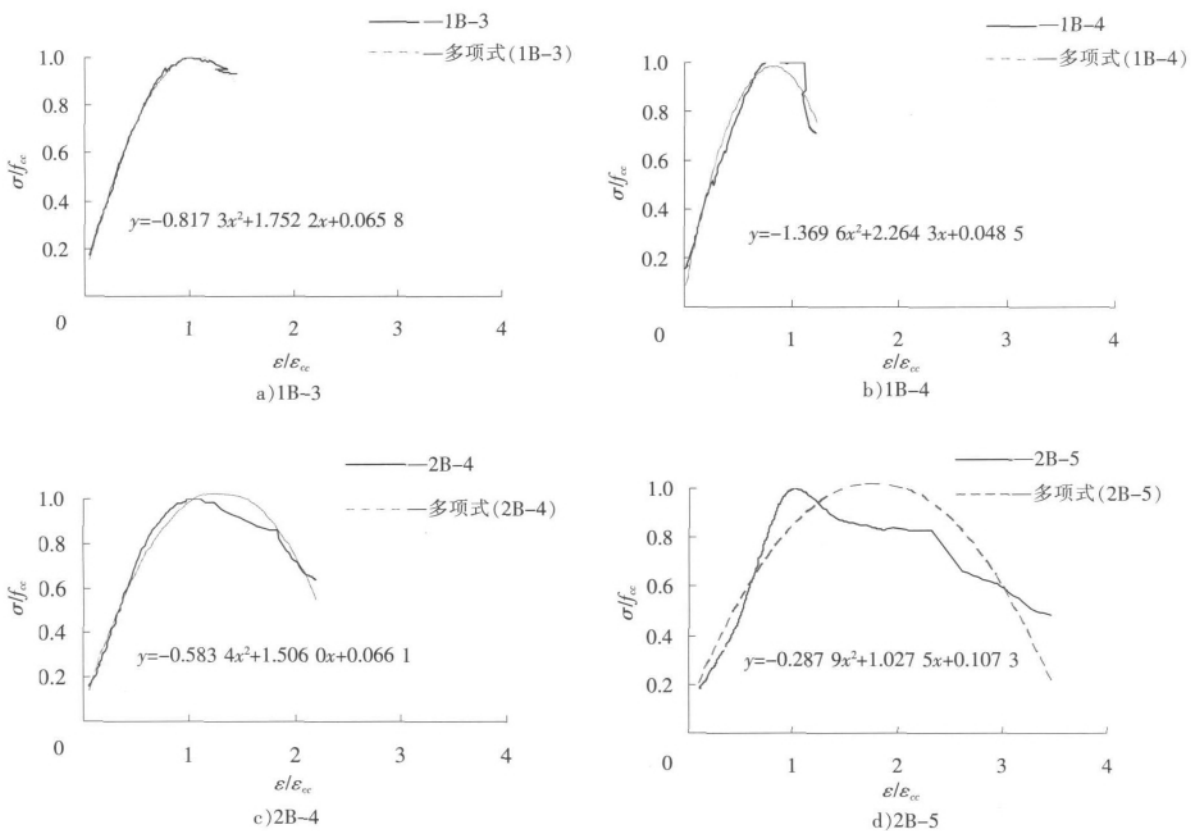 —1B-3
—多项式(1B-3)
1.0
0.8
0.6
0.4
0.2
0
σ/f_cc
y=-0.817 3x²+1.752 2x+0.065 8
1 2 3 4
ε/ε_cc
a)1B-3
—1B-4
—多项式(1B-4)
1.0
0.8
0.6
0.4
0.2
0
σ/f_cc
y=-1.369 6x²+2.264 3x+0.048 5
1 2 3 4
ε/ε_cc
b)1B-4
—2B-4
—多项式(2B-4)
1.0
0.8
0.6
0.4
0.2
0
σ/f_cc
y=-0.583 4x²+1.506 0x+0.066 1
1 2 3 4
ε/ε_cc
c)2B-4
—2B-5
—多项式(2B-5)
1.0
0.8
0.6
0.4
0.2
0
σ/f_cc
y=-0.287 9x²+1.027 5x+0.107 3
1 2 3 4
ε/ε_cc
d)2B-5